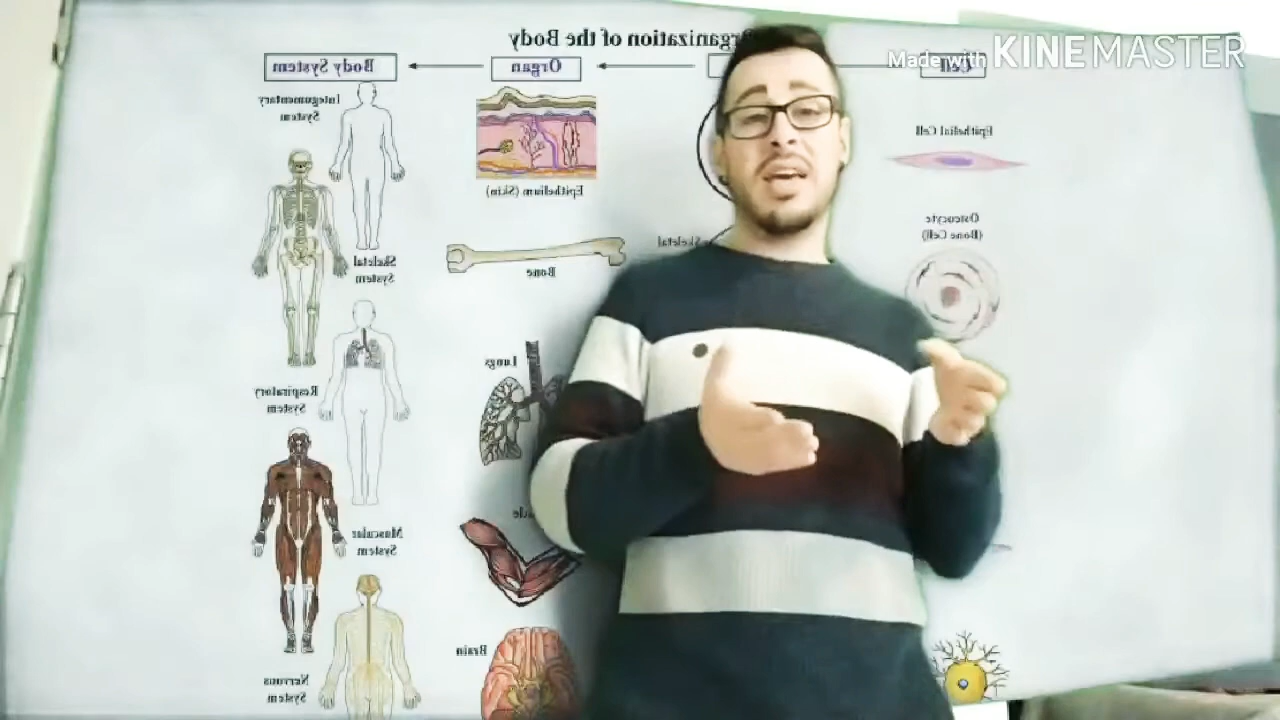 Organization of the Body
Made with KINEMASTER
Body System
Organ
Cell
Integumentary
System
Epithelial Cell
Epithelium (Skin)
Osteocyte
(Bone Cell)
Skeletal
Skeletal
System
Bone
Lungs
Respiratory
System
Muscular
System
Brain
Nervous
System